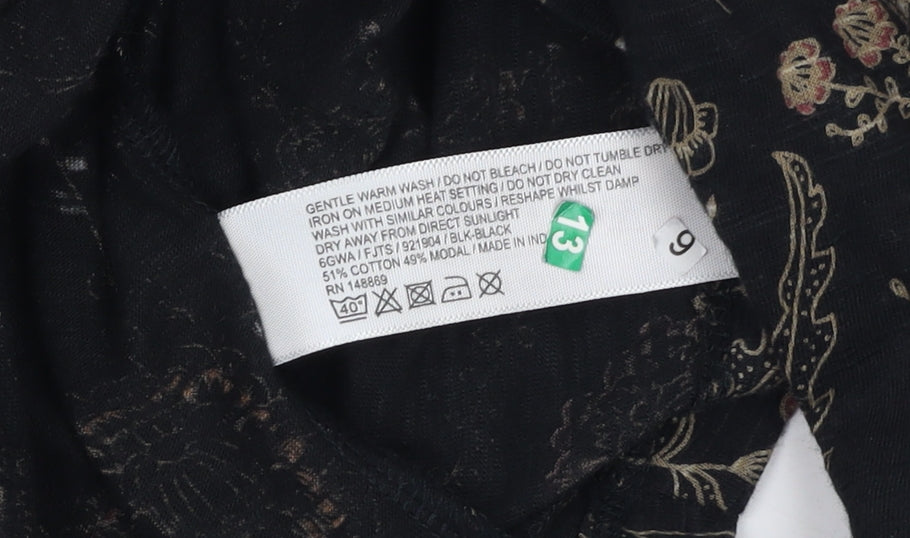 GENTLE WARM WASH / DO NOT BLEACH / DO NOT TUMBLE DRY
IRON ON MEDIUM HEAT SETTING / DO NOT DRY CLEAN
WASH WITH SIMILAR COLOURS / RESHAPE WHILST DAMP
DRY AWAY FROM DIRECT SUNLIGHT
6GWA / FJTS / 921904 / BLK-BLACK
51% COTTON 49% MODAL / MADE IN IND
RN 148869
40°
13
9